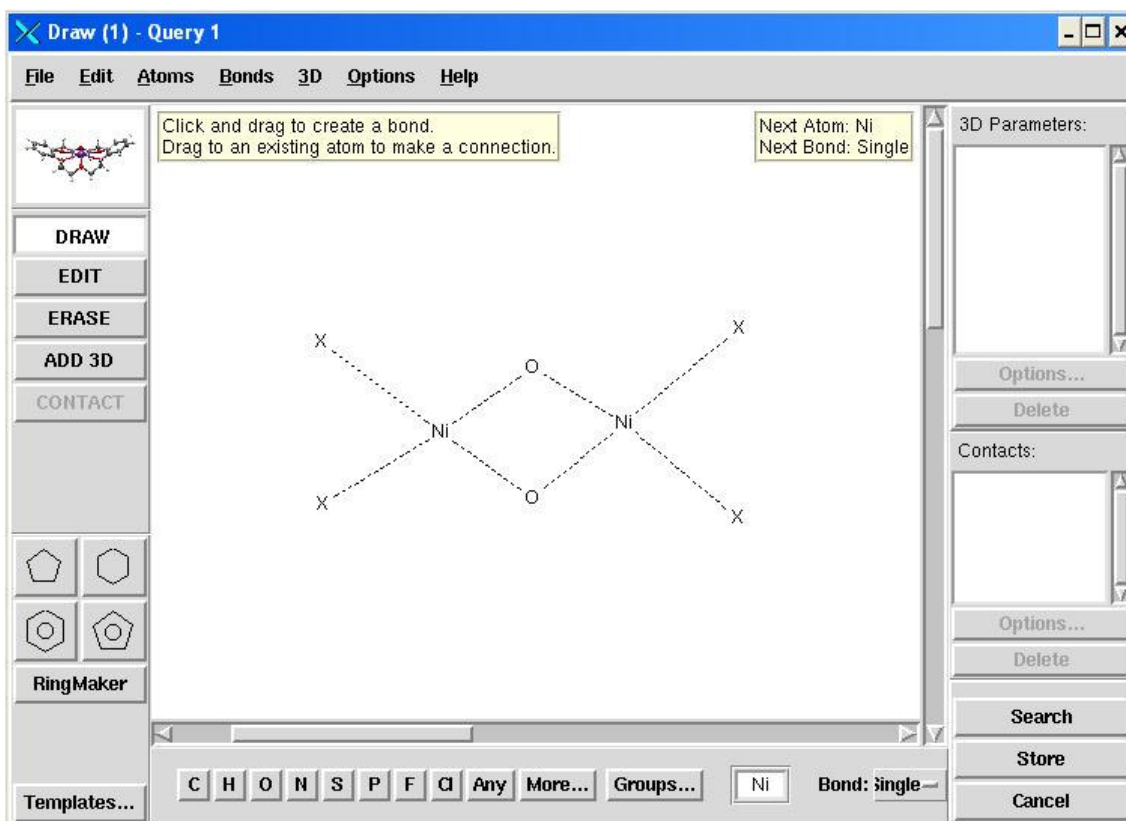 Draw (1) - Query 1
File Edit Atoms Bonds 3D Options Help
Click and drag to create a bond.
Drag to an existing atom to make a connection.
Next Atom: Ni
Next Bond: Single
3D Parameters:
DRAW
EDIT
ERASE
ADD 3D
CONTACT
X
X
O
Ni
Ni
O
X
X
Options...
Delete
Contacts:
Options...
Delete
RingMaker
Templates...
C H O N S P F Cl Any More... Groups... Ni Bond: Single
Search
Store
Cancel